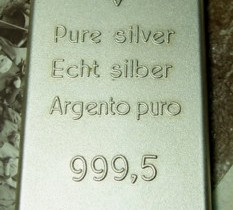 Pure silver
Echt silber
Argento puro
999,5